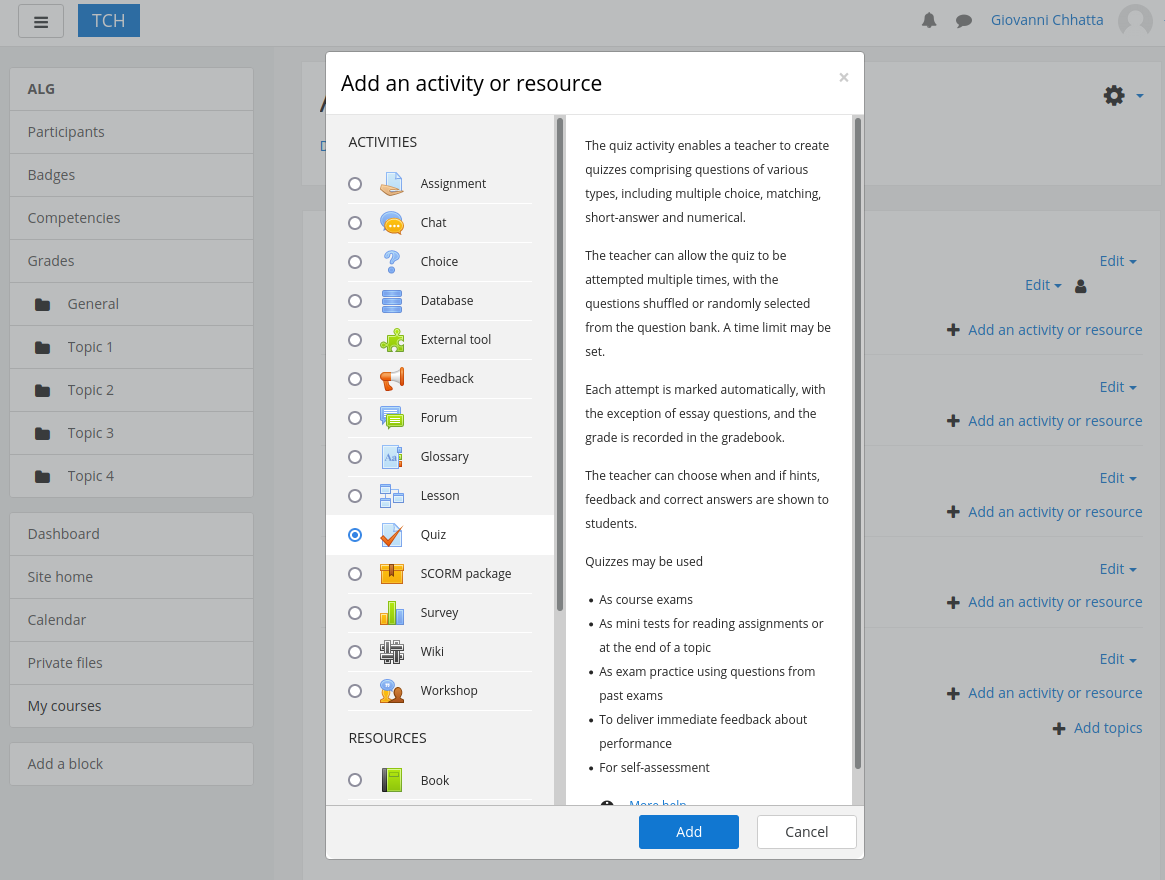 TCH
Giovanni Chhatta
ALG
Participants
Badges
Competencies
Grades
General
Topic 1
Topic 2
Topic 3
Topic 4
Dashboard
Site home
Calendar
Private files
My courses
Add a block
Add an activity or resource
×
ACTIVITIES
Assignment
Chat
Choice
Database
External tool
Feedback
Forum
Glossary
Lesson
Quiz
SCORM package
Survey
Wiki
Workshop
RESOURCES
Book
The quiz activity enables a teacher to create
quizzes comprising questions of various
types, including multiple choice, matching,
short-answer and numerical.
The teacher can allow the quiz to be
attempted multiple times, with the
questions shuffled or randomly selected
from the question bank. A time limit may be
set.
Each attempt is marked automatically, with
the exception of essay questions, and the
grade is recorded in the gradebook.
The teacher can choose when and if hints,
feedback and correct answers are shown to
students.
Quizzes may be used
• As course exams
• As mini tests for reading assignments or
at the end of a topic
• As exam practice using questions from
past exams
• To deliver immediate feedback about
performance
• For self-assessment
More help
Add
Cancel
Edit
Edit
Add an activity or resource
Edit
Add an activity or resource
Edit
Add an activity or resource
Edit
Add an activity or resource
Edit
Add an activity or resource
Add topics